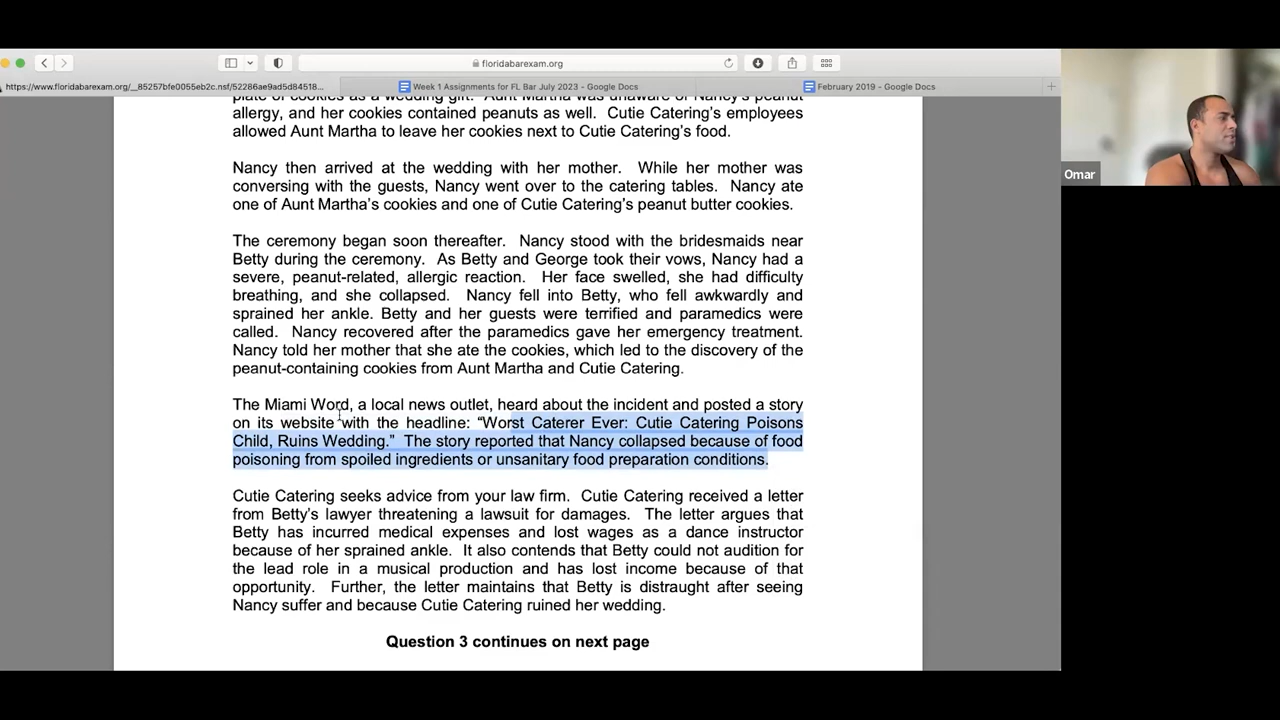 floridabarexam.org
https://www.floridabarexam.org/__85257bfe0055eb2c.nsf/52286ae9ad5d84518...
Week 1 Assignments for FL Bar July 2023 - Google Docs
February 2019 - Google Docs
plate of cookies as a wedding gift. Aunt Martha was unaware of Nancy's peanut
allergy, and her cookies contained peanuts as well. Cutie Catering's employees
allowed Aunt Martha to leave her cookies next to Cutie Catering's food.
Nancy then arrived at the wedding with her mother. While her mother was
conversing with the guests, Nancy went over to the catering tables. Nancy ate
one of Aunt Martha's cookies and one of Cutie Catering's peanut butter cookies.
The ceremony began soon thereafter. Nancy stood with the bridesmaids near
Betty during the ceremony. As Betty and George took their vows, Nancy had a
severe, peanut-related, allergic reaction. Her face swelled, she had difficulty
breathing, and she collapsed. Nancy fell into Betty, who fell awkwardly and
sprained her ankle. Betty and her guests were terrified and paramedics were
called. Nancy recovered after the paramedics gave her emergency treatment.
Nancy told her mother that she ate the cookies, which led to the discovery of the
peanut-containing cookies from Aunt Martha and Cutie Catering.
The Miami Word, a local news outlet, heard about the incident and posted a story
on its website with the headline: "Worst Caterer Ever: Cutie Catering Poisons
Child, Ruins Wedding." The story reported that Nancy collapsed because of food
poisoning from spoiled ingredients or unsanitary food preparation conditions.
Cutie Catering seeks advice from your law firm. Cutie Catering received a letter
from Betty's lawyer threatening a lawsuit for damages. The letter argues that
Betty has incurred medical expenses and lost wages as a dance instructor
because of her sprained ankle. It also contends that Betty could not audition for
the lead role in a musical production and has lost income because of that
opportunity. Further, the letter maintains that Betty is distraught after seeing
Nancy suffer and because Cutie Catering ruined her wedding.
Question 3 continues on next page
Omar